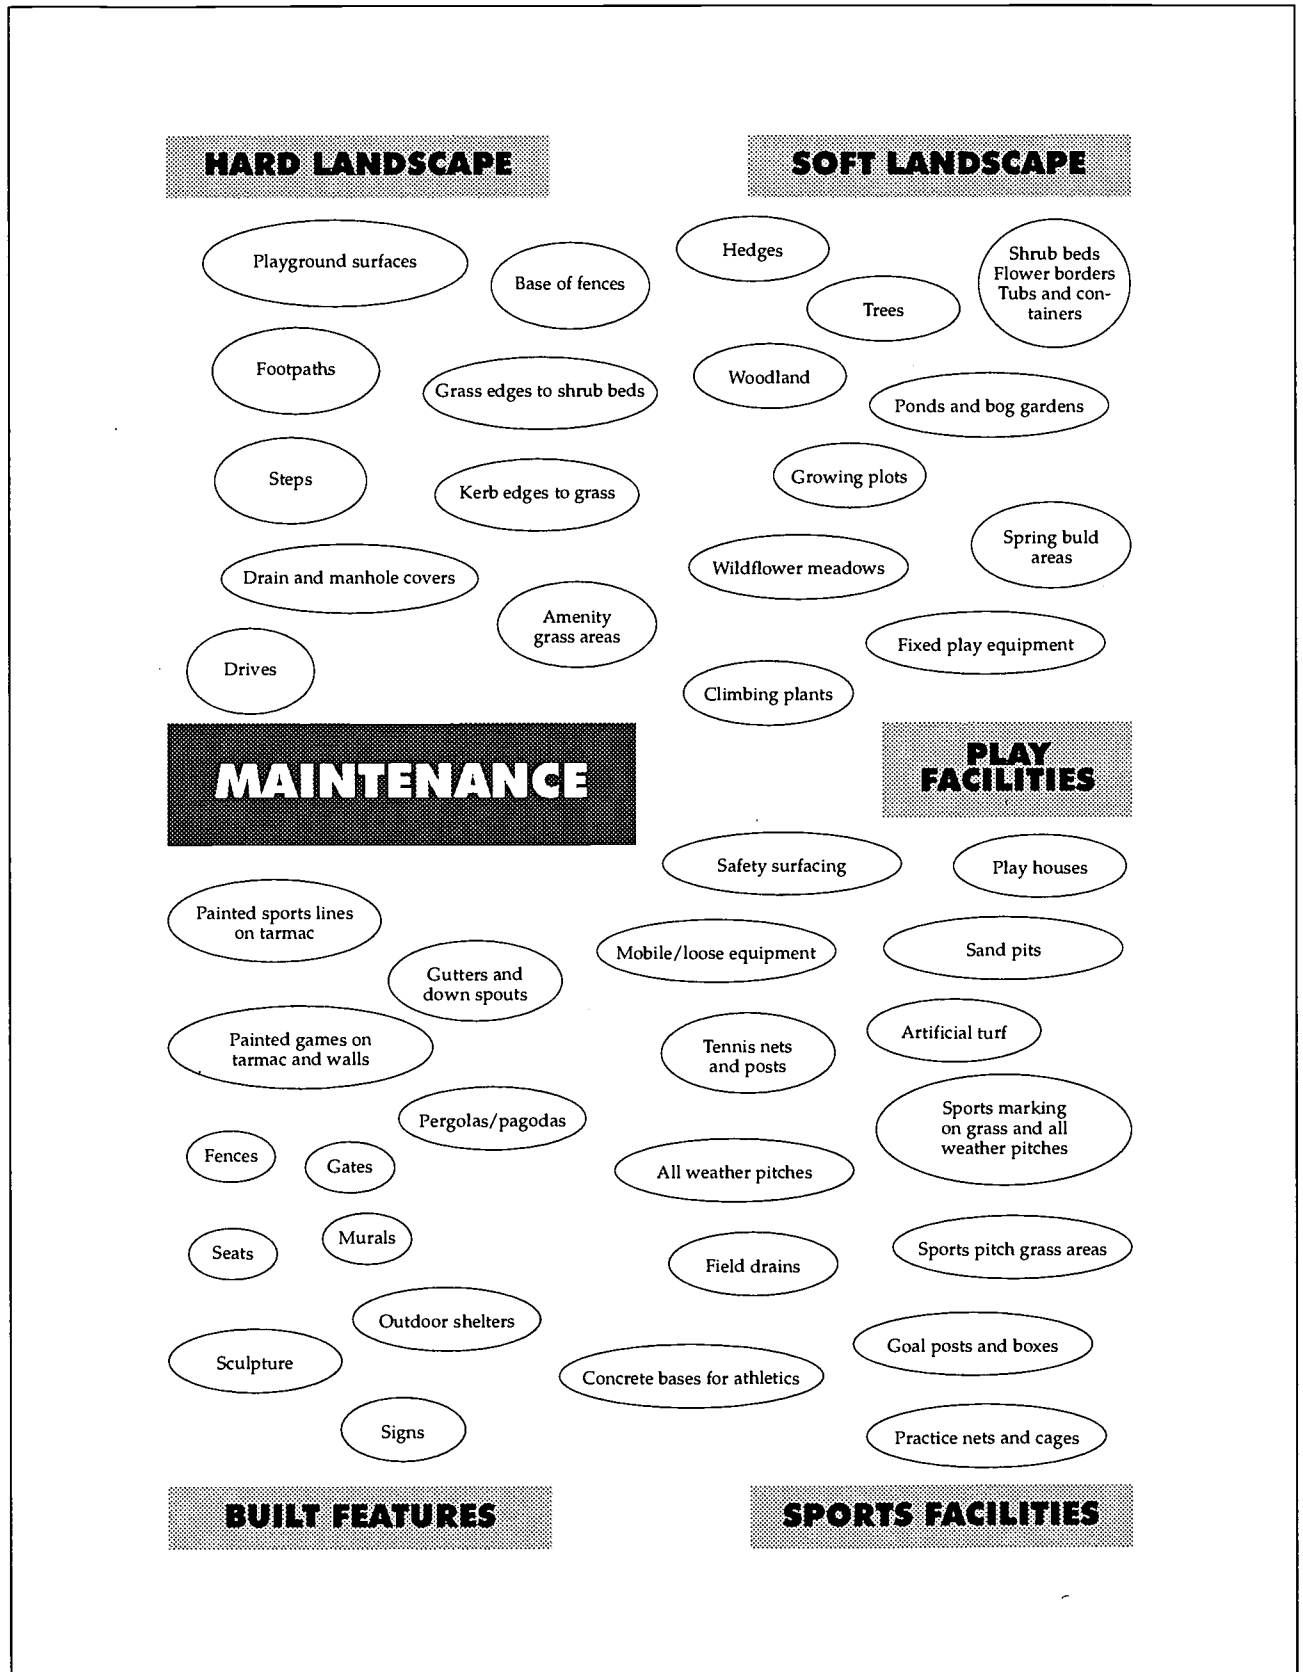 HARD LANDSCAPE
SOFT LANDSCAPE
Playground surfaces
Base of fences
Footpaths
Grass edges to shrub beds
Steps
Kerb edges to grass
Drain and manhole covers
Amenity
grass areas
Drives
Hedges
Shrub beds
Flower borders
Tubs and con-
tainers
Trees
Woodland
Ponds and bog gardens
Growing plots
Spring buld
areas
Wildflower meadows
Fixed play equipment
Climbing plants
MAINTENANCE
PLAY
FACILITIES
Safety surfacing
Play houses
Mobile/loose equipment
Sand pits
Painted sports lines
on tarmac
Gutters and
down spouts
Painted games on
tarmac and walls
Pergolas/pagodas
Fences
Gates
Seats
Murals
Outdoor shelters
Sculpture
Signs
Tennis nets
and posts
Artificial turf
Sports marking
on grass and all
weather pitches
All weather pitches
Field drains
Sports pitch grass areas
Goal posts and boxes
Concrete bases for athletics
Practice nets and cages
BUILT FEATURES
SPORTS FACILITIES